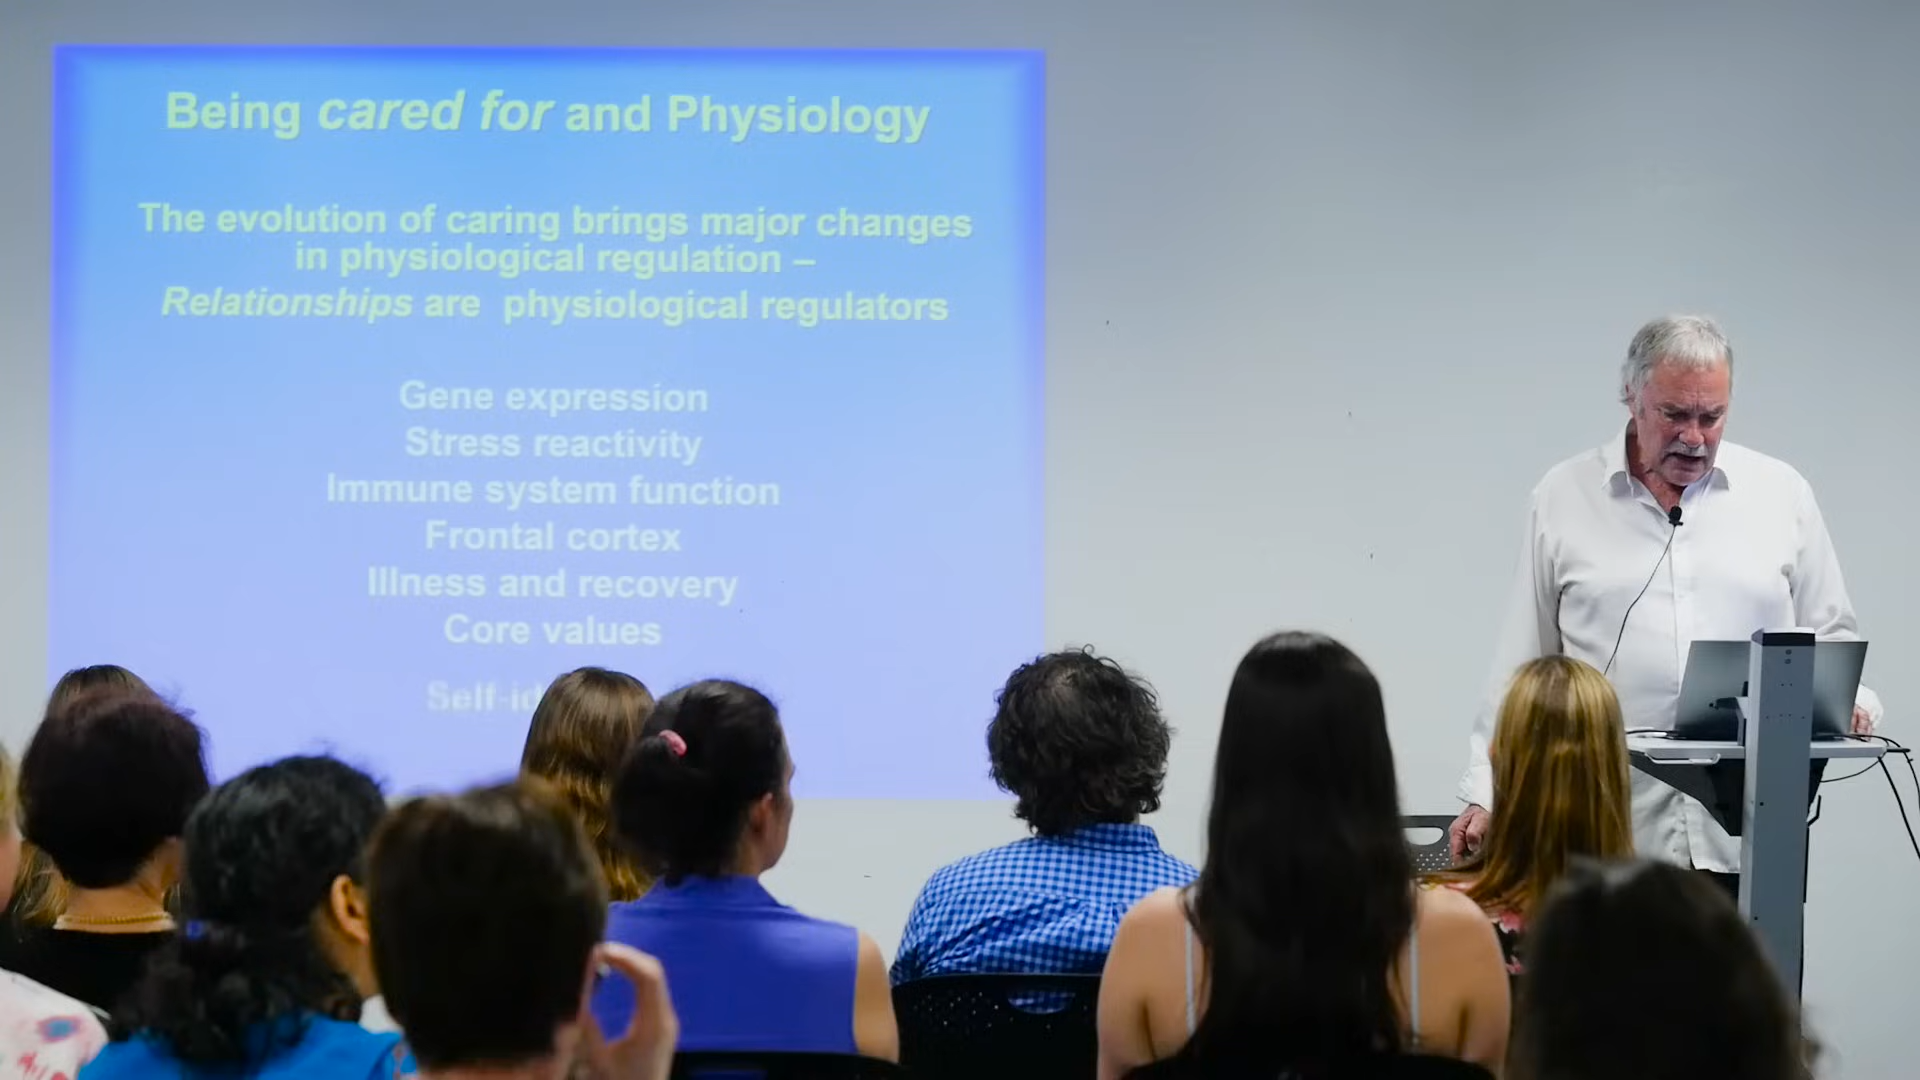 Being cared for and Physiology
The evolution of caring brings major changes
in physiological regulation –
Relationships are physiological regulators
Gene expression
Stress reactivity
Immune system function
Frontal cortex
Illness and recovery
Core values